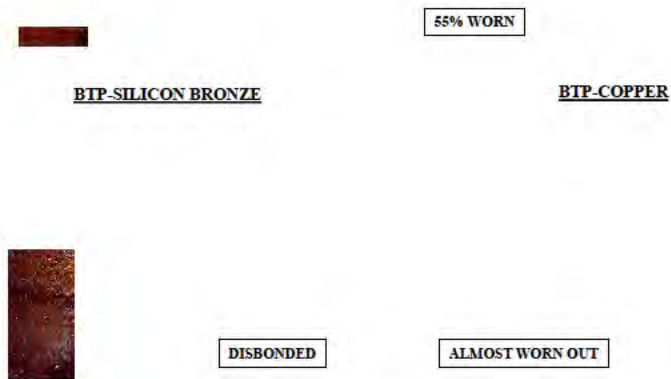 55% WORN
BTP-SILICON BRONZE
BTP-COPPER
DISBONDED
ALMOST WORN OUT